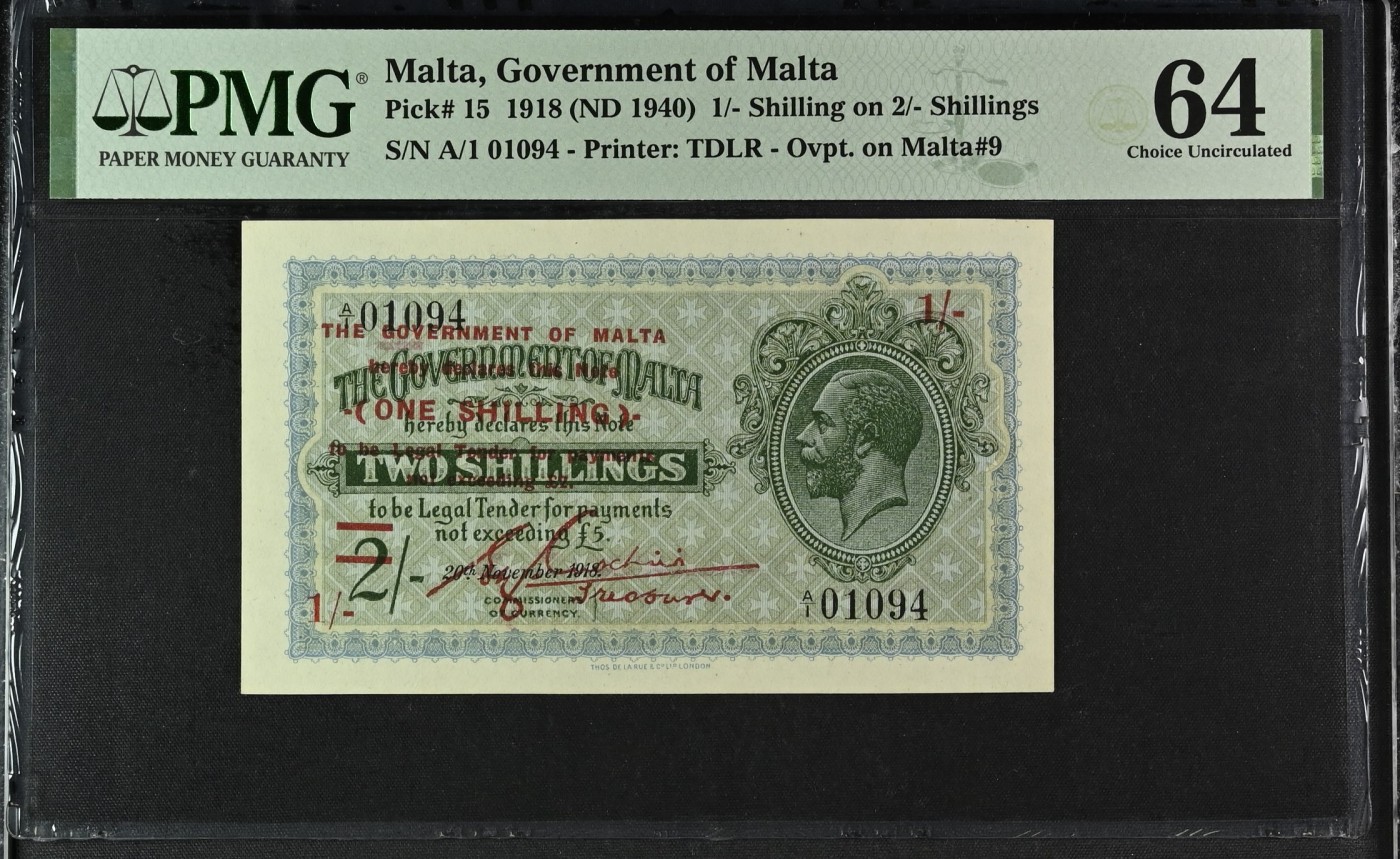 PMG®
PAPER MONEY GUARANTY
Malta, Government of Malta
Pick# 15 1918 (ND 1940) 1/- Shilling on 2/- Shillings
S/N A/1 01094 - Printer: TDLR - Ovpt. on Malta#9
64
Choice Uncirculated
A/1 01094
1/-
THE GOVERNMENT OF MALTA
hereby declares this Note
THE GOVERNMENT OF MALTA
-(ONE SHILLING)-
hereby declares this Note
to be Legal Tender for payments
TWO SHILLINGS
not exceeding £2.
to be Legal Tender for payments
not exceeding £5.
2/-
20th November 1918.
1/-
Treasurer.
COMMISSIONERS
OF CURRENCY.
A/1 01094
THOS DE LA RUE & Co LTD LONDON